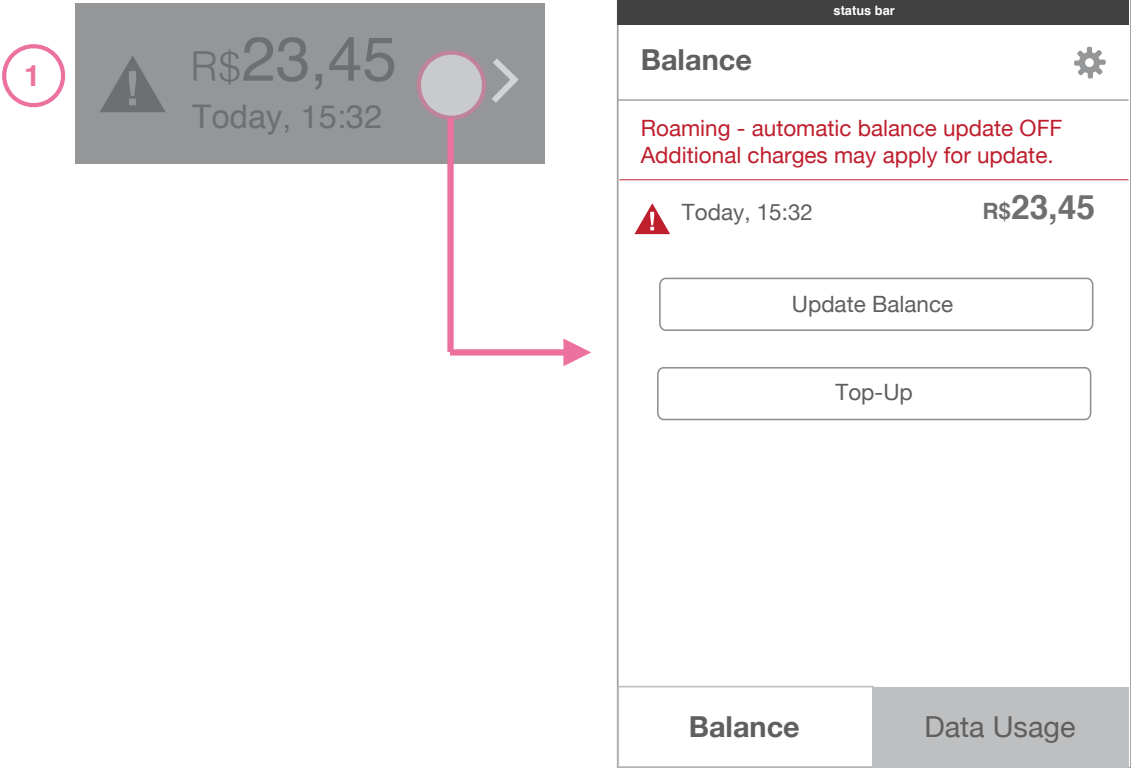 1
R$23,45
Today, 15:32
status bar
Balance
Roaming - automatic balance update OFF
Additional charges may apply for update.
Today, 15:32
R$23,45
Update Balance
Top-Up
Balance
Data Usage